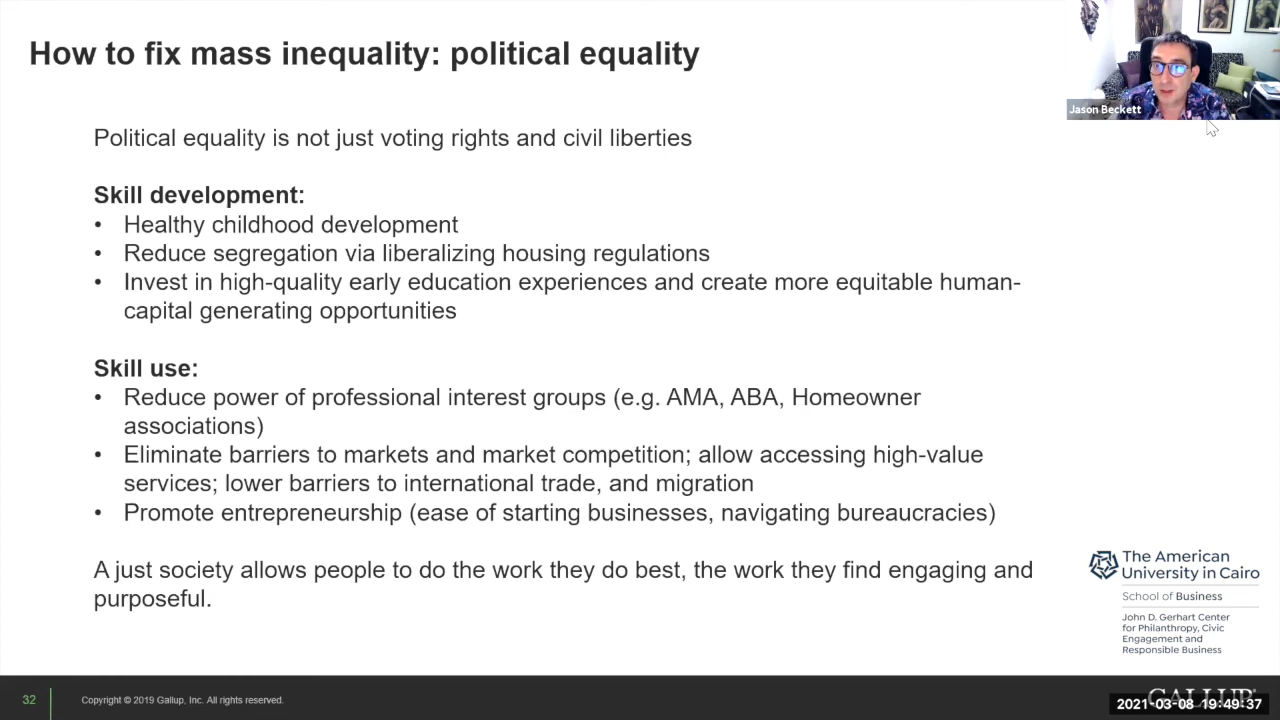 How to fix mass inequality: political equality
Jason Beckett
Political equality is not just voting rights and civil liberties
Skill development:
• Healthy childhood development
• Reduce segregation via liberalizing housing regulations
• Invest in high-quality early education experiences and create more equitable human-
capital generating opportunities
Skill use:
• Reduce power of professional interest groups (e.g. AMA, ABA, Homeowner
associations)
• Eliminate barriers to markets and market competition; allow accessing high-value
services; lower barriers to international trade, and migration
• Promote entrepreneurship (ease of starting businesses, navigating bureaucracies)
A just society allows people to do the work they do best, the work they find engaging and
purposeful.
The American
University in Cairo
School of Business
John D. Gerhart Center
for Philanthropy, Civic
Engagement and
Responsible Business
32
Copyright © 2019 Gallup, Inc. All rights reserved.
GALLUP®
2021-03-08 19:49:37